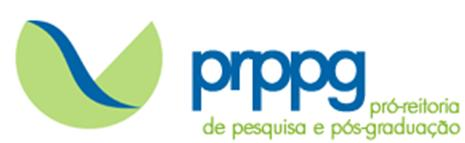 prppg
pró-reitoria
de pesquisa e pós-graduação